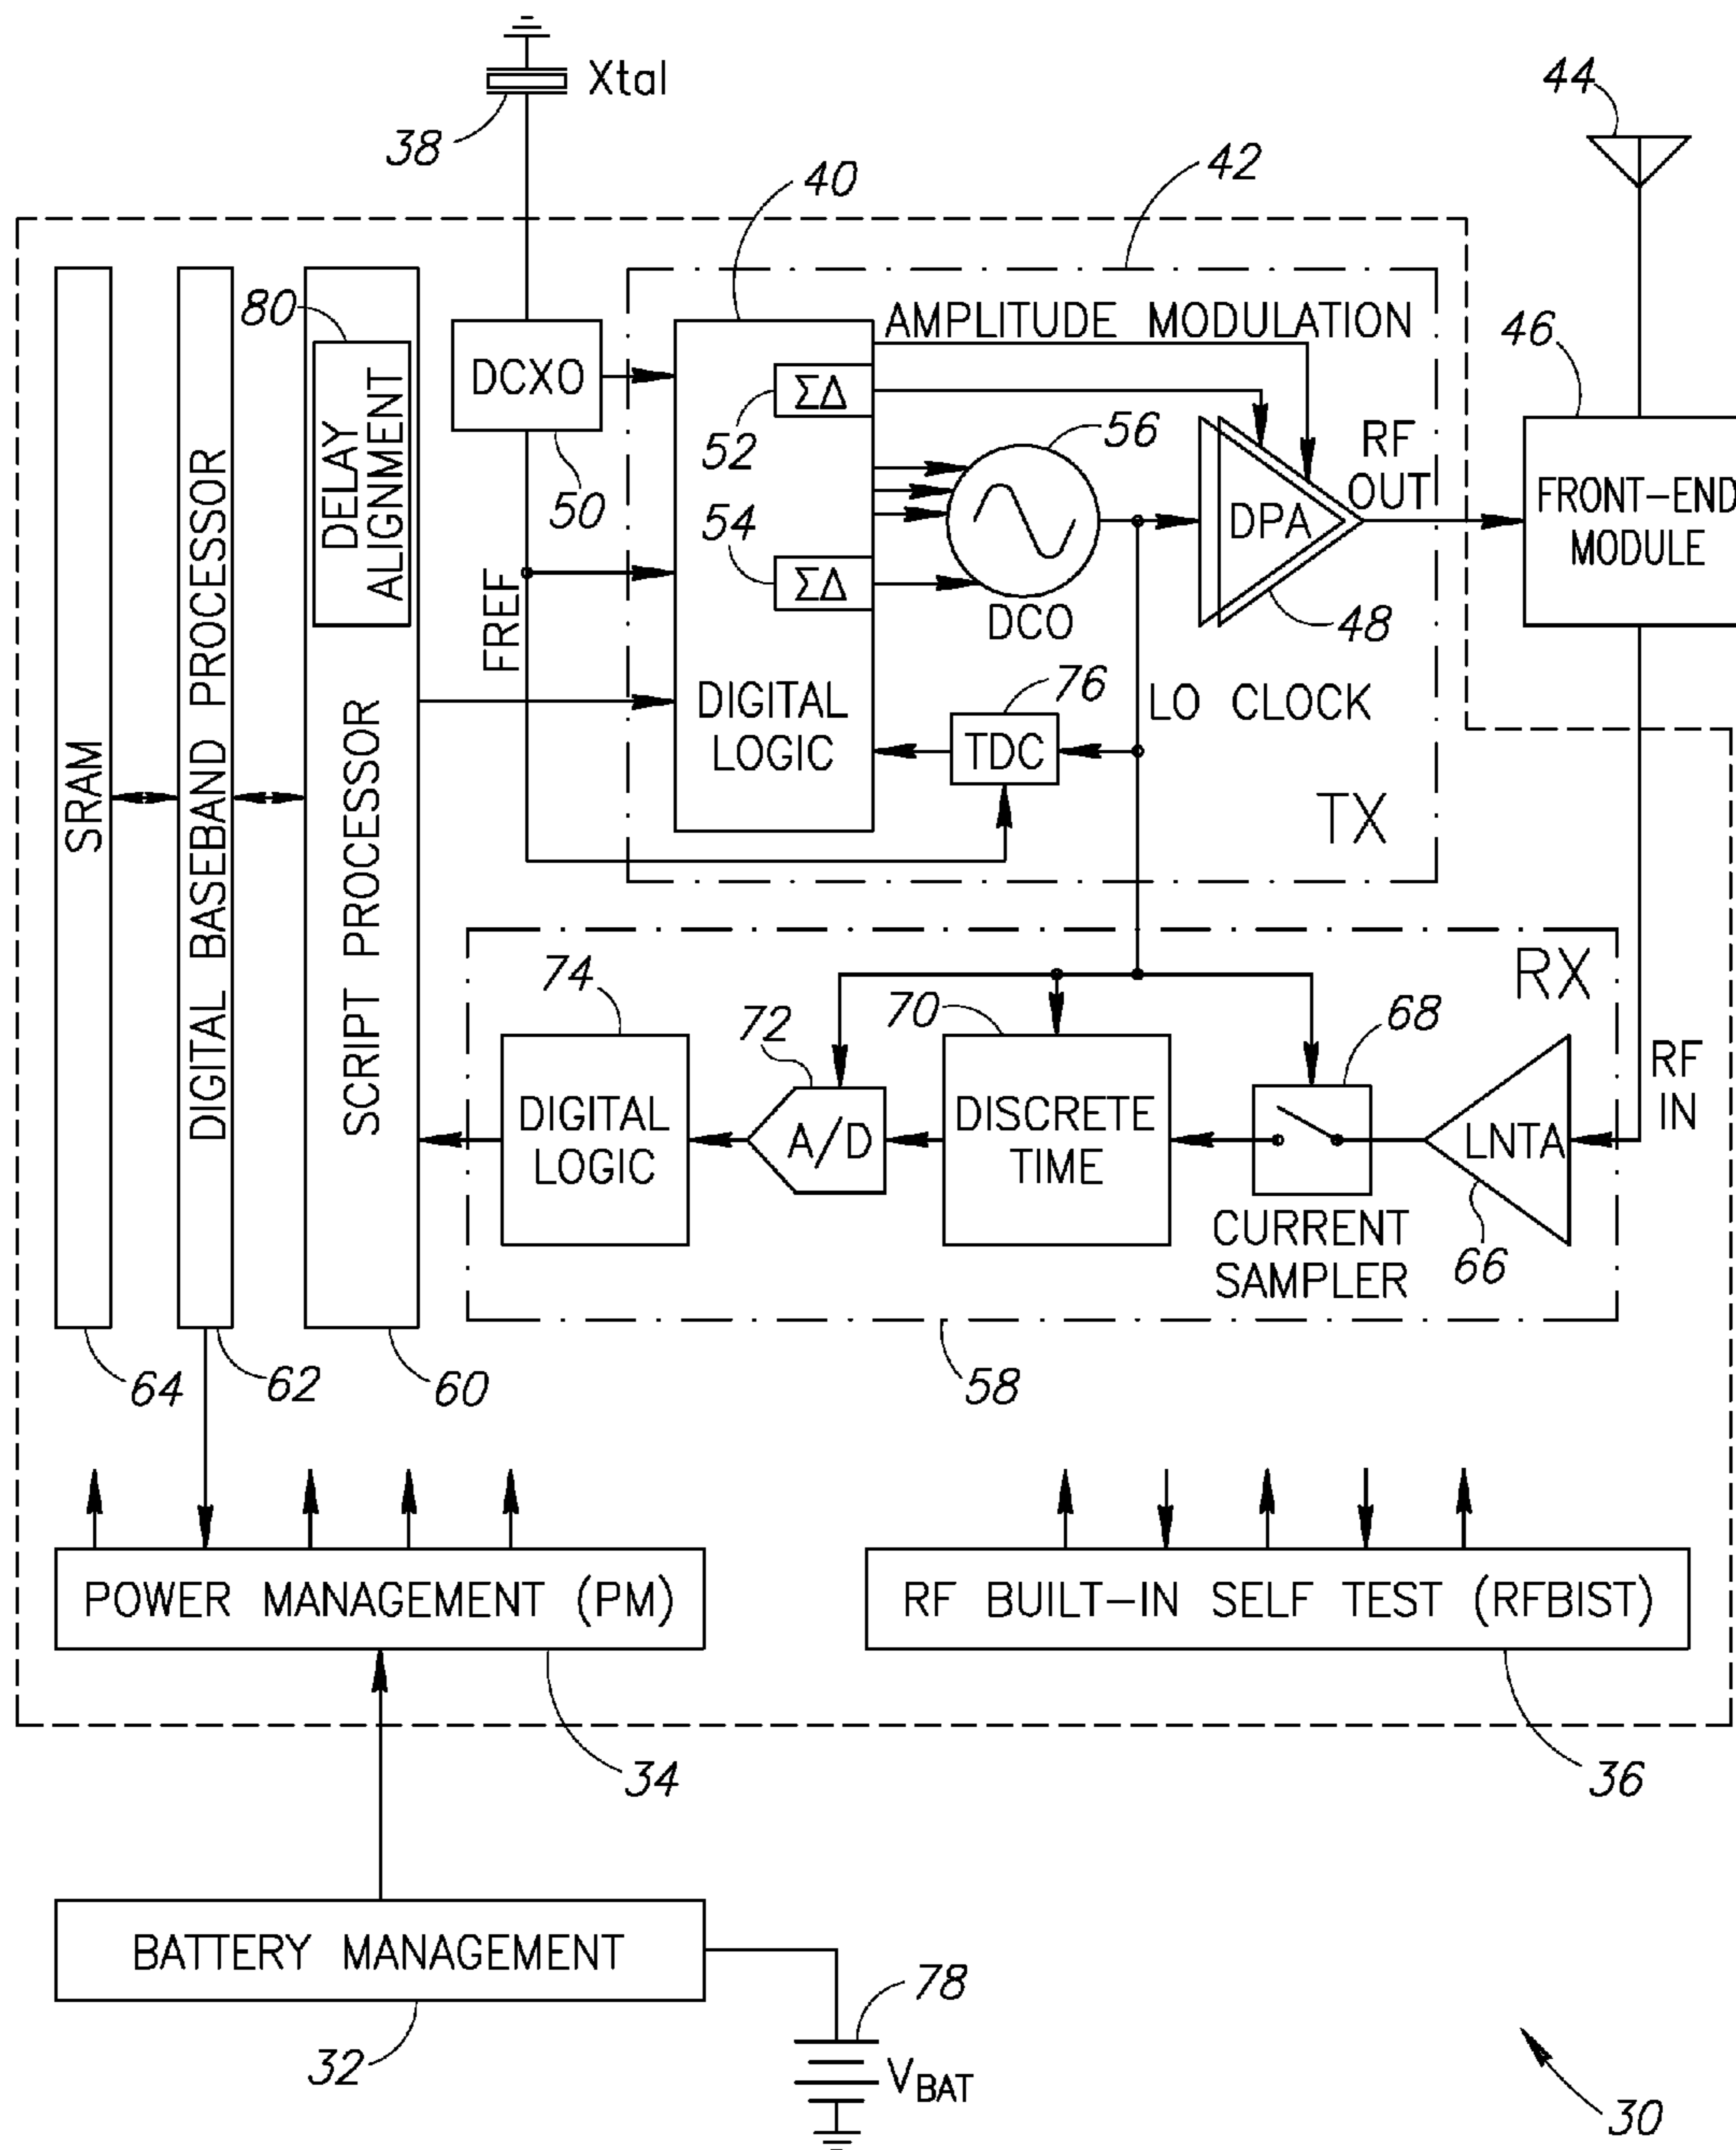 Xtal
38
44
40
42
80
AMPLITUDE MODULATION
46
DCXO
ΣΔ
52
56
RF
OUT
50
DELAY
ALIGNMENT
54
DPA
FRONT-END
MODULE
ΣΔ
DCO
48
FREF
DIGITAL
LOGIC
76
LO CLOCK
TDC
TX
SRAM
DIGITAL BASEBAND PROCESSOR
SCRIPT PROCESSOR
RX
74
72
70
68
RF
IN
DIGITAL
LOGIC
A/D
DISCRETE
TIME
LNTA
CURRENT
SAMPLER
66
64
62
60
58
POWER MANAGEMENT (PM)
RF BUILT-IN SELF TEST (RFBIST)
34
36
BATTERY MANAGEMENT
78
32
VBAT
30